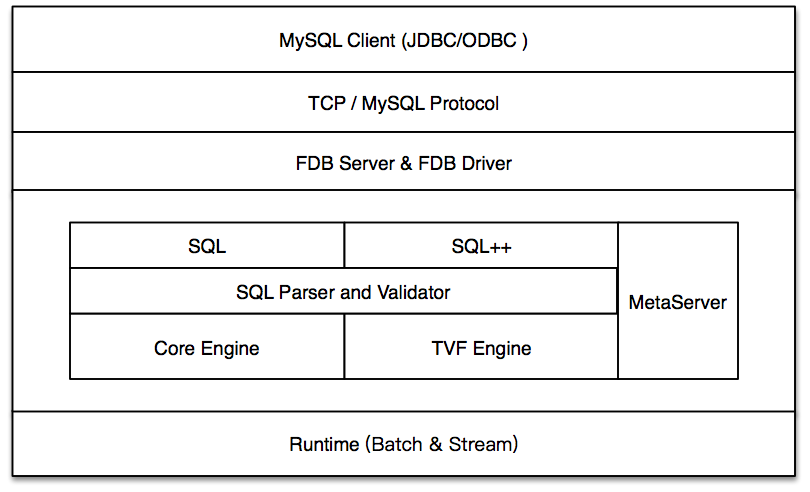 MySQL Client (JDBC/ODBC )
TCP / MySQL Protocol
FDB Server & FDB Driver
SQL
SQL++
SQL Parser and Validator
MetaServer
Core Engine
TVF Engine
Runtime (Batch & Stream)